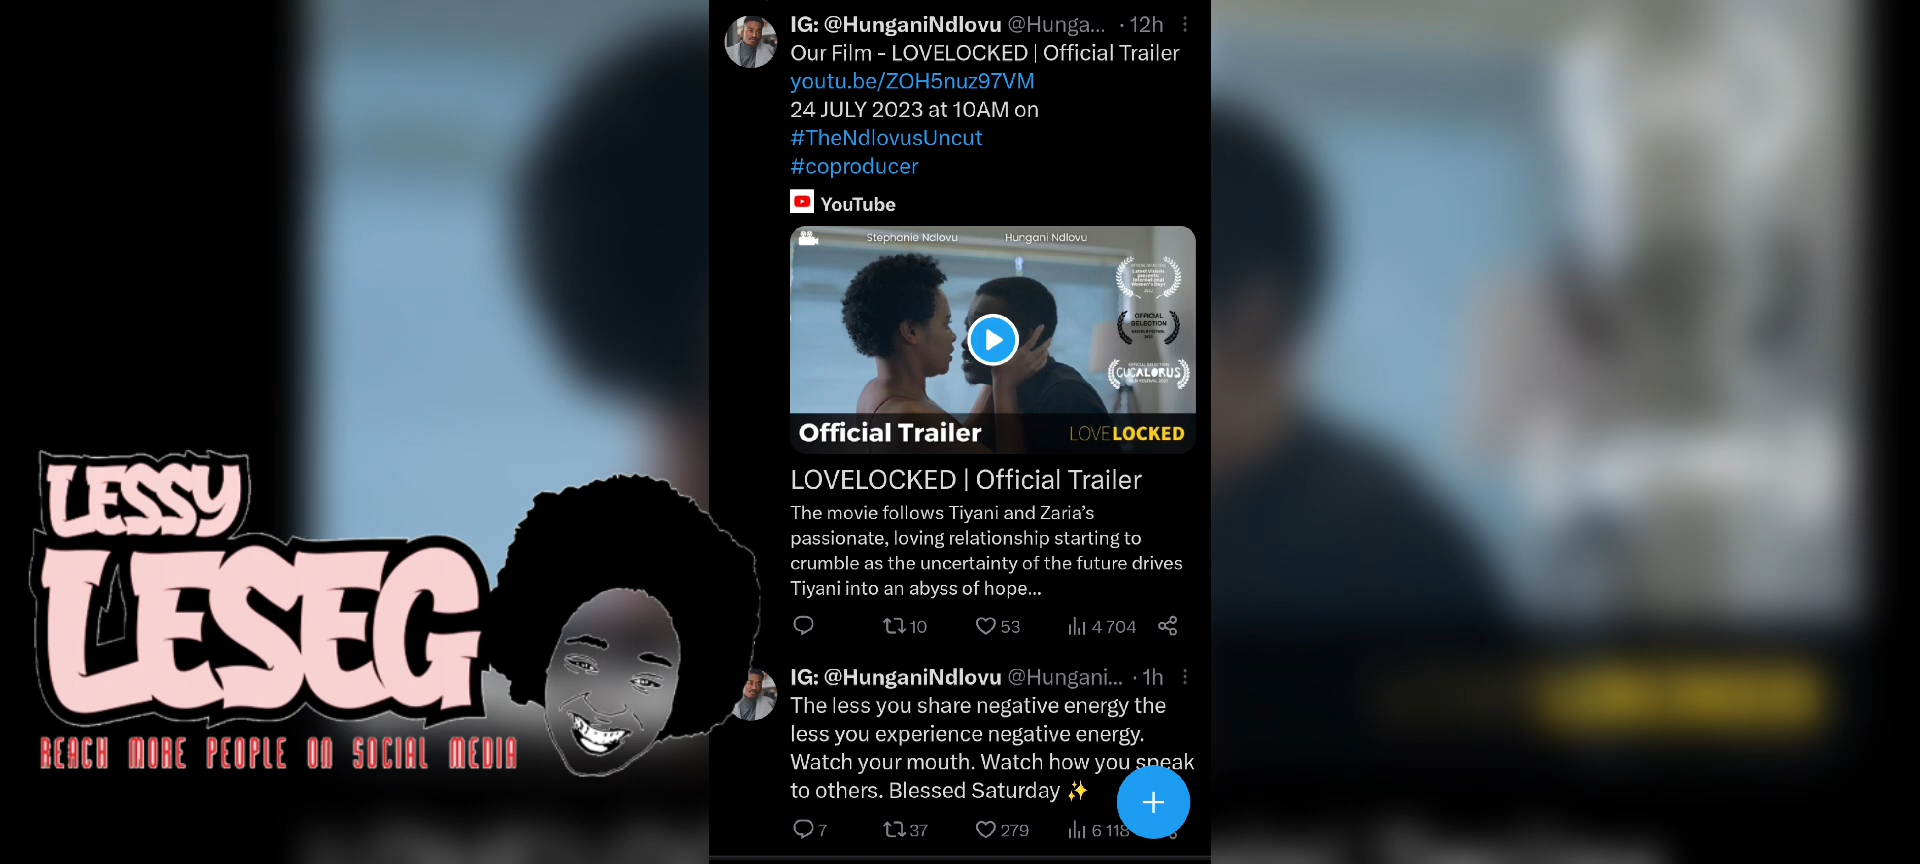 IG: @HunganiNdlovu @Hunga... · 12h
Our Film - LOVELOCKED | Official Trailer
youtu.be/ZOH5nuz97VM
24 JULY 2023 at 10AM on
#TheNdlovusUncut
#coproducer
YouTube
Stephanie Ndlovu Hungani Ndlovu
OFFICIAL
SELECTION
CUCALORUS
Official Trailer LOVELOCKED
LOVELOCKED | Official Trailer
The movie follows Tiyani and Zaria’s
passionate, loving relationship starting to
crumble as the uncertainty of the future drives
Tiyani into an abyss of hope...
10 53 4 704
IG: @HunganiNdlovu @Hungani... · 1h
The less you share negative energy the
less you experience negative energy.
Watch your mouth. Watch how you speak
to others. Blessed Saturday ✨
7 37 279 6 118
LESSY
LESEG
REACH MORE PEOPLE ON SOCIAL MEDIA